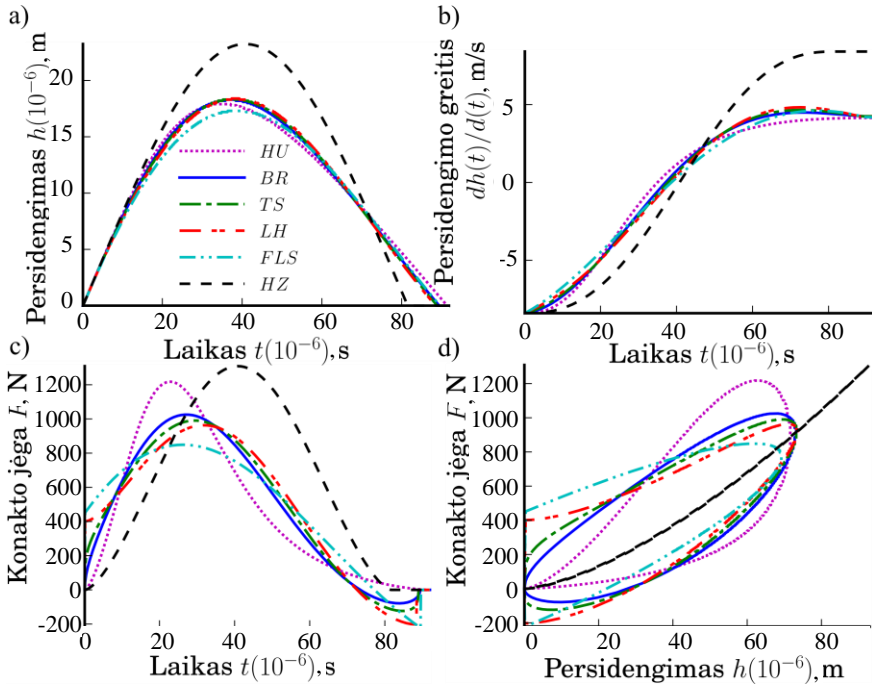 a)
Persidengimas h(10⁻⁶), m
20
15
10
5
0
HU
BR
TS
LH
FLS
HZ
0 20 40 60 80
Laikas t(10⁻⁶), s
b)
Persidengimo greitis
dh(t)/d(t), m/s
5
0
-5
0 20 40 60 80
Laikas t(10⁻⁶), s
c)
Konakto jėga F, N
1200
1000
800
600
400
200
0
-200
0 20 40 60 80
Laikas t(10⁻⁶), s
d)
Konakto jėga F, N
1200
1000
800
600
400
200
0
-200
0 20 40 60 80
Persidengimas h(10⁻⁶), m